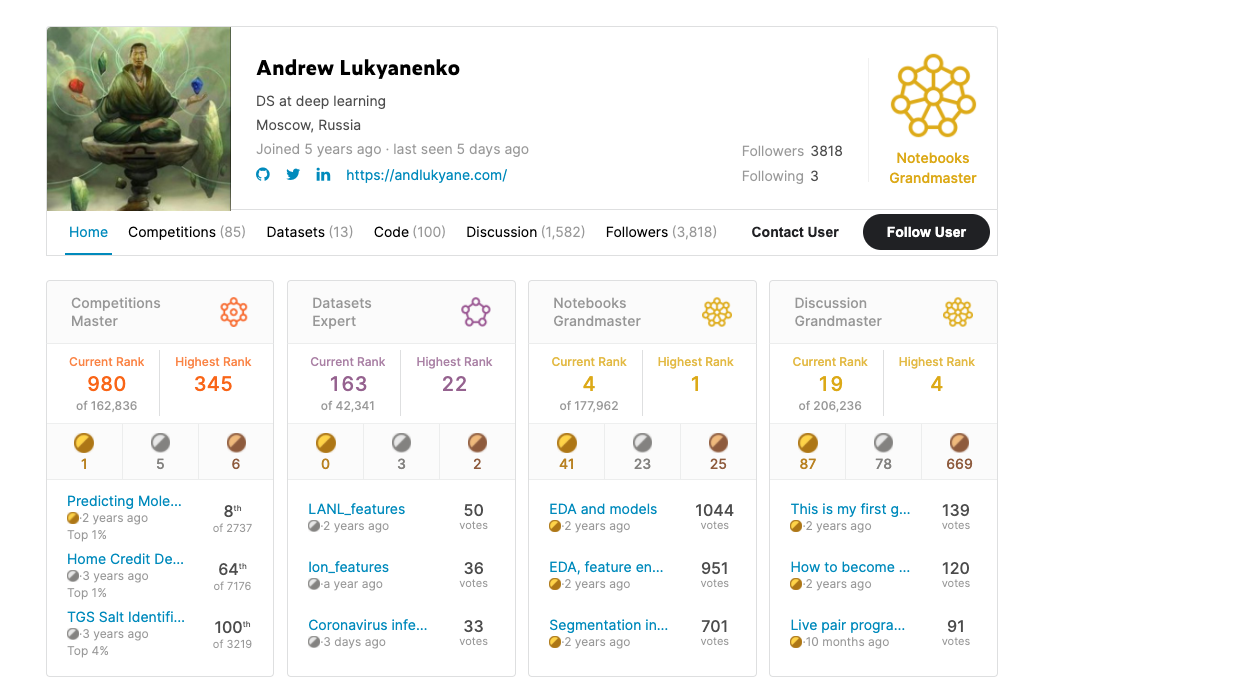 Andrew Lukyanenko
DS at deep learning
Moscow, Russia
Joined 5 years ago · last seen 5 days ago
https://andlukyane.com/
Followers 3818
Following 3
Notebooks
Grandmaster
Home Competitions (85) Datasets (13) Code (100) Discussion (1,582) Followers (3,818) Contact User Follow User
Competitions
Master
Current Rank Highest Rank
980 345
of 162,836
1 5 6
Predicting Mole... 8th
2 years ago of 2737
Top 1%
Home Credit De... 64th
3 years ago of 7176
Top 1%
TGS Salt Identifi... 100th
3 years ago of 3219
Top 4%
Datasets
Expert
Current Rank Highest Rank
163 22
of 42,341
0 3 2
LANL_features 50
·2 years ago votes
Ion_features 36
·a year ago votes
Coronavirus infe... 33
·3 days ago votes
Notebooks
Grandmaster
Current Rank Highest Rank
4 1
of 177,962
41 23 25
EDA and models 1044
·2 years ago votes
EDA, feature en... 951
·2 years ago votes
Segmentation in... 701
·2 years ago votes
Discussion
Grandmaster
Current Rank Highest Rank
19 4
of 206,236
87 78 669
This is my first g... 139
·2 years ago votes
How to become ... 120
·2 years ago votes
Live pair progra... 91
·10 months ago votes